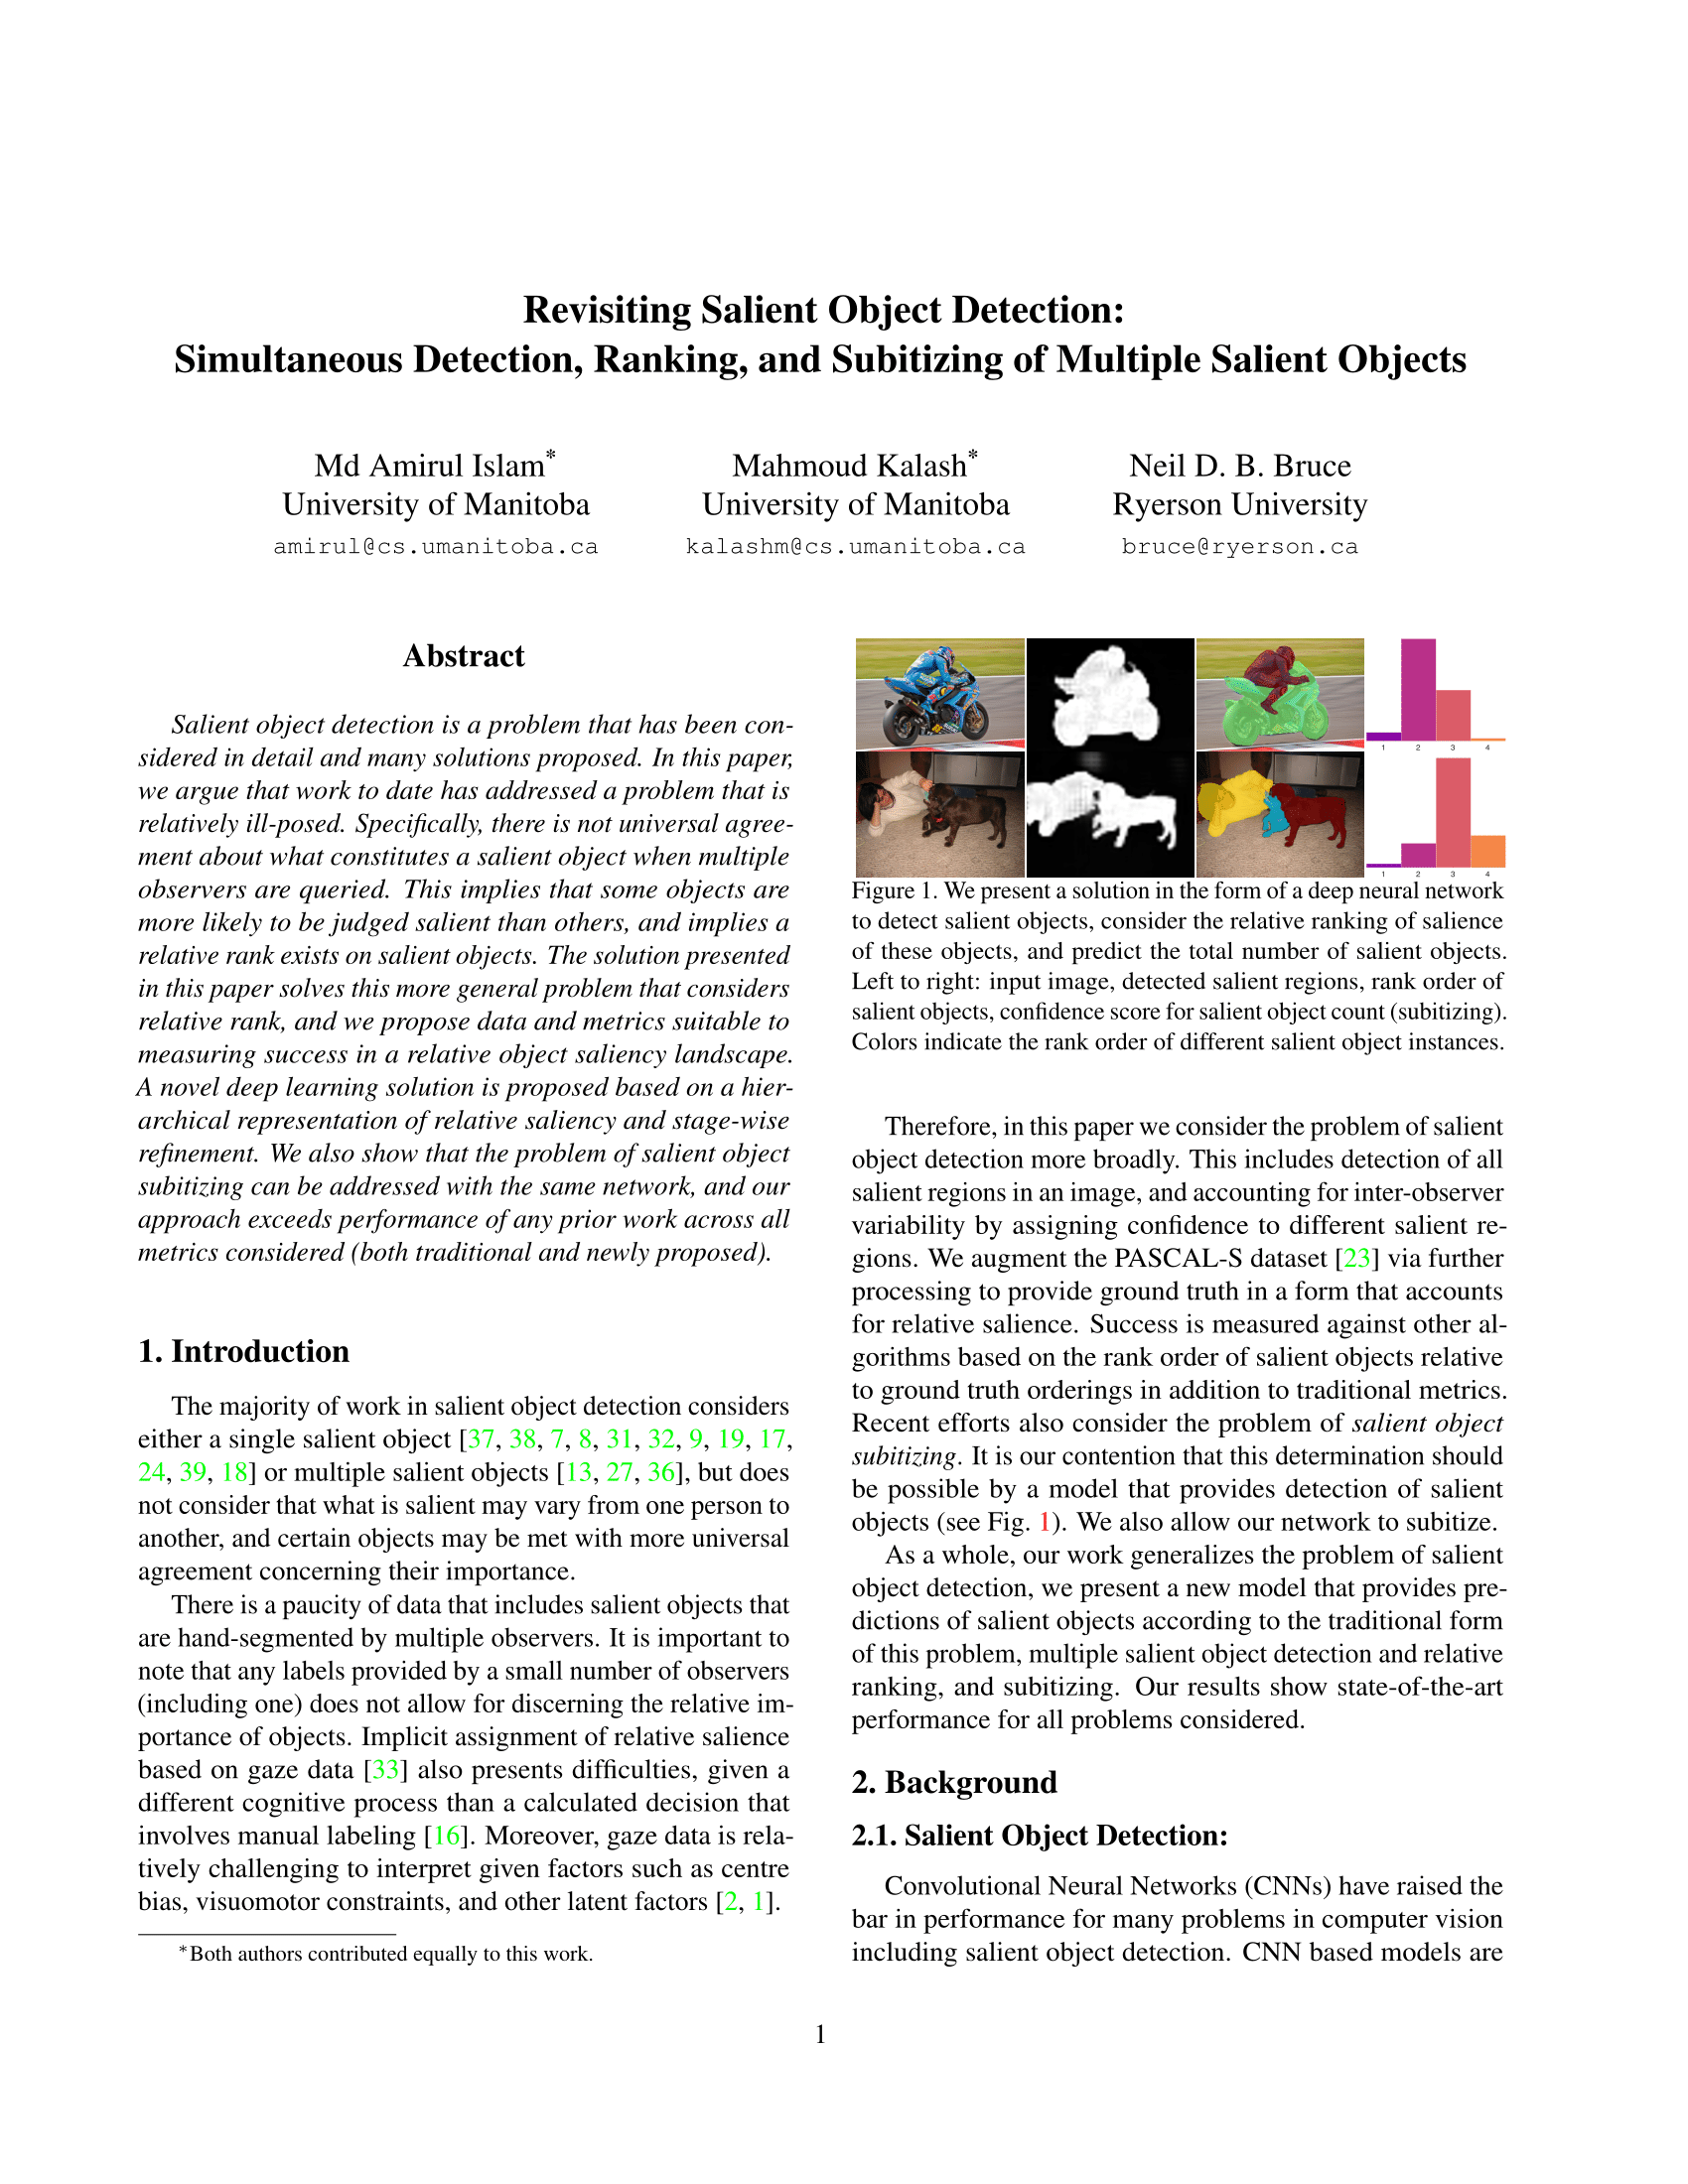 Revisiting Salient Object Detection:
Simultaneous Detection, Ranking, and Subitizing of Multiple Salient Objects
Md Amirul Islam*
University of Manitoba
amirul@cs.umanitoba.ca
Mahmoud Kalash*
University of Manitoba
kalashm@cs.umanitoba.ca
Neil D. B. Bruce
Ryerson University
bruce@ryerson.ca
Abstract
Salient object detection is a problem that has been con-
sidered in detail and many solutions proposed. In this paper,
we argue that work to date has addressed a problem that is
relatively ill-posed. Specifically, there is not universal agree-
ment about what constitutes a salient object when multiple
observers are queried. This implies that some objects are
more likely to be judged salient than others, and implies a
relative rank exists on salient objects. The solution presented
in this paper solves this more general problem that considers
relative rank, and we propose data and metrics suitable to
measuring success in a relative object saliency landscape.
A novel deep learning solution is proposed based on a hier-
archical representation of relative saliency and stage-wise
refinement. We also show that the problem of salient object
subitizing can be addressed with the same network, and our
approach exceeds performance of any prior work across all
metrics considered (both traditional and newly proposed).
1. Introduction
The majority of work in salient object detection considers
either a single salient object [37, 38, 7, 8, 31, 32, 9, 19, 17,
24, 39, 18] or multiple salient objects [13, 27, 36], but does
not consider that what is salient may vary from one person to
another, and certain objects may be met with more universal
agreement concerning their importance.
There is a paucity of data that includes salient objects that
are hand-segmented by multiple observers. It is important to
note that any labels provided by a small number of observers
(including one) does not allow for discerning the relative im-
portance of objects. Implicit assignment of relative salience
based on gaze data [33] also presents difficulties, given a
different cognitive process than a calculated decision that
involves manual labeling [16]. Moreover, gaze data is rela-
tively challenging to interpret given factors such as centre
bias, visuomotor constraints, and other latent factors [2, 1].
*Both authors contributed equally to this work.
1 2 3 4
1 2 3 4
Figure 1. We present a solution in the form of a deep neural network
to detect salient objects, consider the relative ranking of salience
of these objects, and predict the total number of salient objects.
Left to right: input image, detected salient regions, rank order of
salient objects, confidence score for salient object count (subitizing).
Colors indicate the rank order of different salient object instances.
Therefore, in this paper we consider the problem of salient
object detection more broadly. This includes detection of all
salient regions in an image, and accounting for inter-observer
variability by assigning confidence to different salient re-
gions. We augment the PASCAL-S dataset [23] via further
processing to provide ground truth in a form that accounts
for relative salience. Success is measured against other al-
gorithms based on the rank order of salient objects relative
to ground truth orderings in addition to traditional metrics.
Recent efforts also consider the problem of salient object
subitizing. It is our contention that this determination should
be possible by a model that provides detection of salient
objects (see Fig. 1). We also allow our network to subitize.
As a whole, our work generalizes the problem of salient
object detection, we present a new model that provides pre-
dictions of salient objects according to the traditional form
of this problem, multiple salient object detection and relative
ranking, and subitizing. Our results show state-of-the-art
performance for all problems considered.
2. Background
2.1. Salient Object Detection:
Convolutional Neural Networks (CNNs) have raised the
bar in performance for many problems in computer vision
including salient object detection. CNN based models are
1